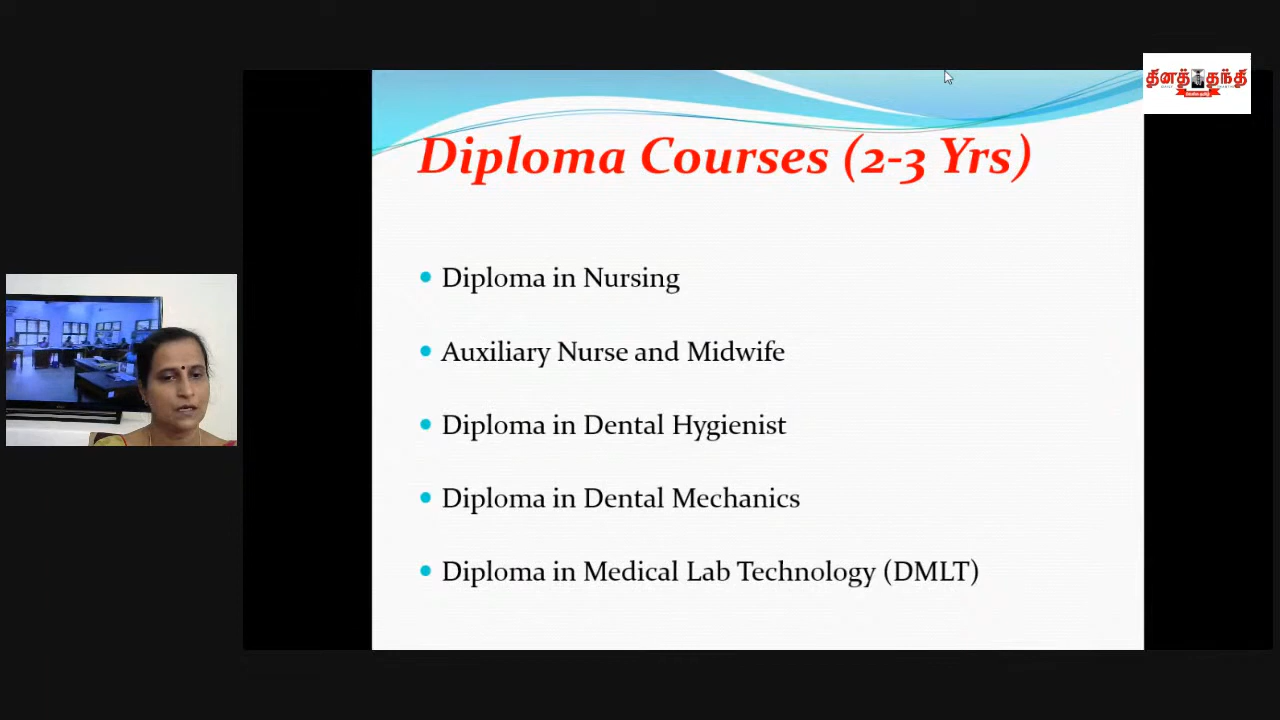 தினத்தந்தி
Diploma Courses (2-3 Yrs)
Diploma in Nursing
Auxiliary Nurse and Midwife
Diploma in Dental Hygienist
Diploma in Dental Mechanics
Diploma in Medical Lab Technology (DMLT)